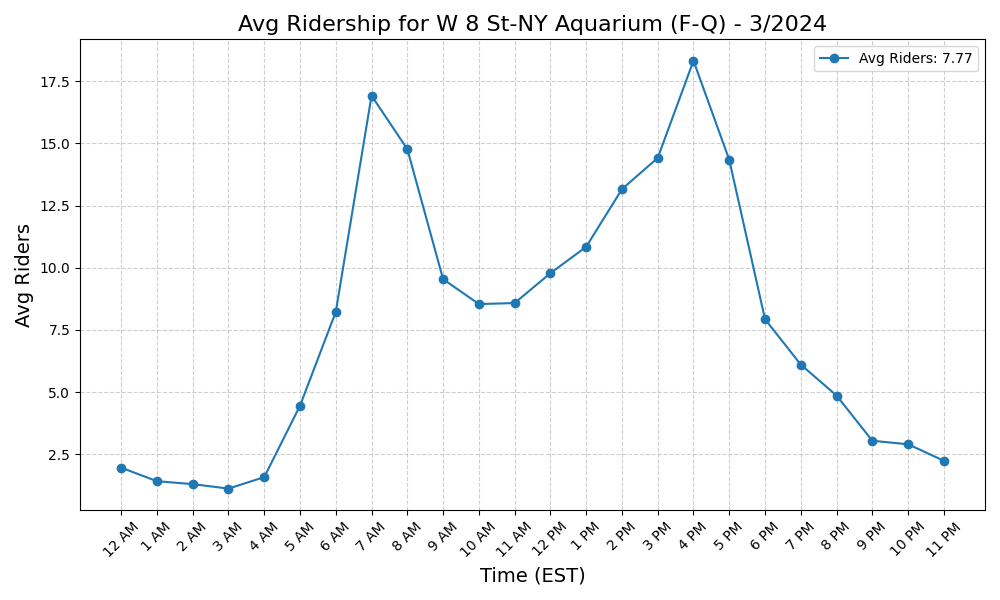 Avg Ridership for W 8 St-NY Aquarium (F-Q) - 3/2024
Avg Riders: 7.77
Avg Riders
17.5
15.0
12.5
10.0
7.5
5.0
2.5
12 AM
1 AM
2 AM
3 AM
4 AM
5 AM
6 AM
7 AM
8 AM
9 AM
10 AM
11 AM
12 PM
1 PM
2 PM
3 PM
4 PM
5 PM
6 PM
7 PM
8 PM
9 PM
10 PM
11 PM
Time (EST)